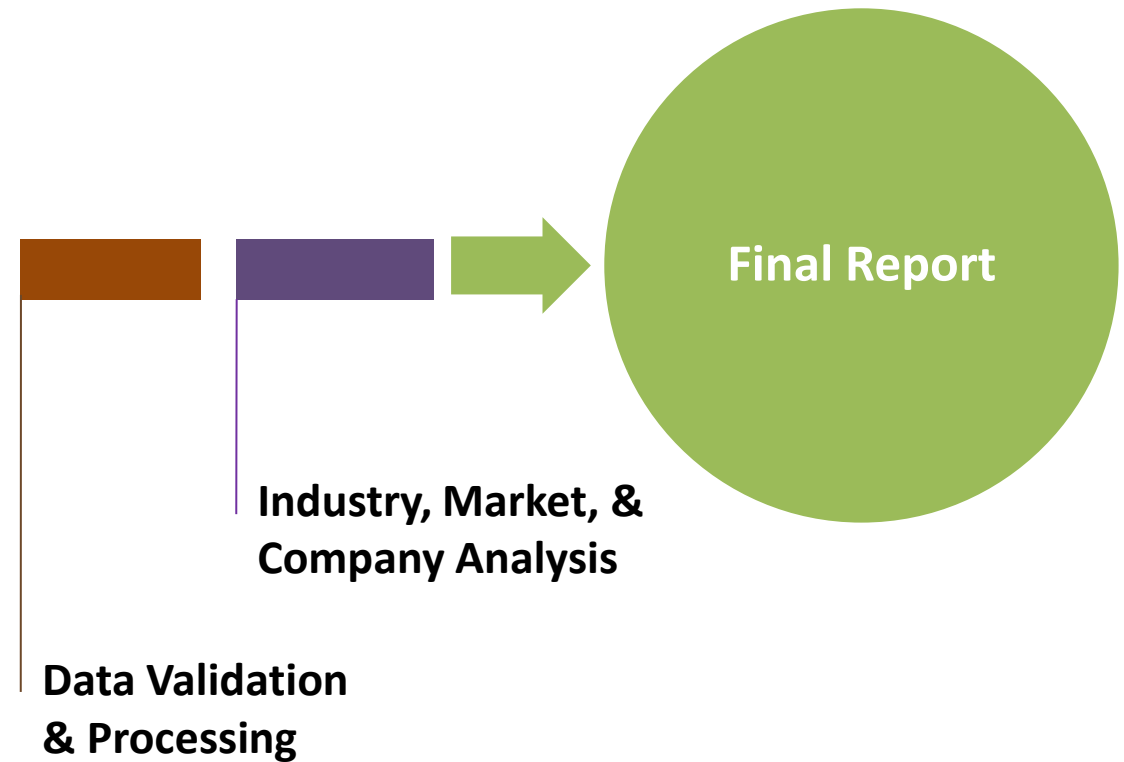 Final Report
Industry, Market, &
Company Analysis
Data Validation
& Processing